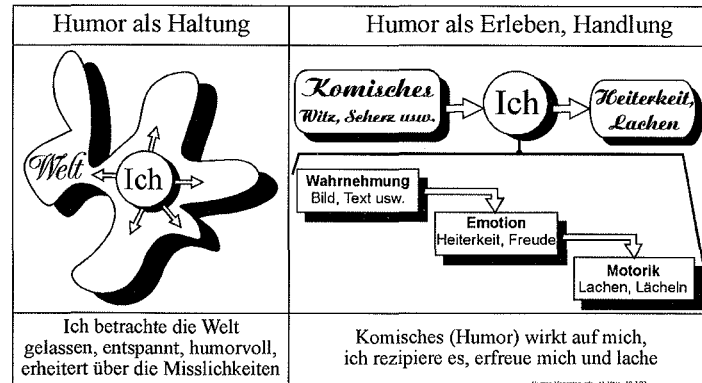 Humor als Haltung
Welt
Ich
Ich betrachte die Welt
gelassen, entspannt, humorvoll,
erheitert über die Misslichkeiten
Humor als Erleben, Handlung
Komisches
Witz, Scherz usw.
Ich
Heiterkeit,
Lachen
Wahrnehmung
Bild, Text usw.
Emotion
Heiterkeit, Freude
Motorik
Lachen, Lächeln
Komisches (Humor) wirkt auf mich,
ich rezipiere es, erfreue mich und lache